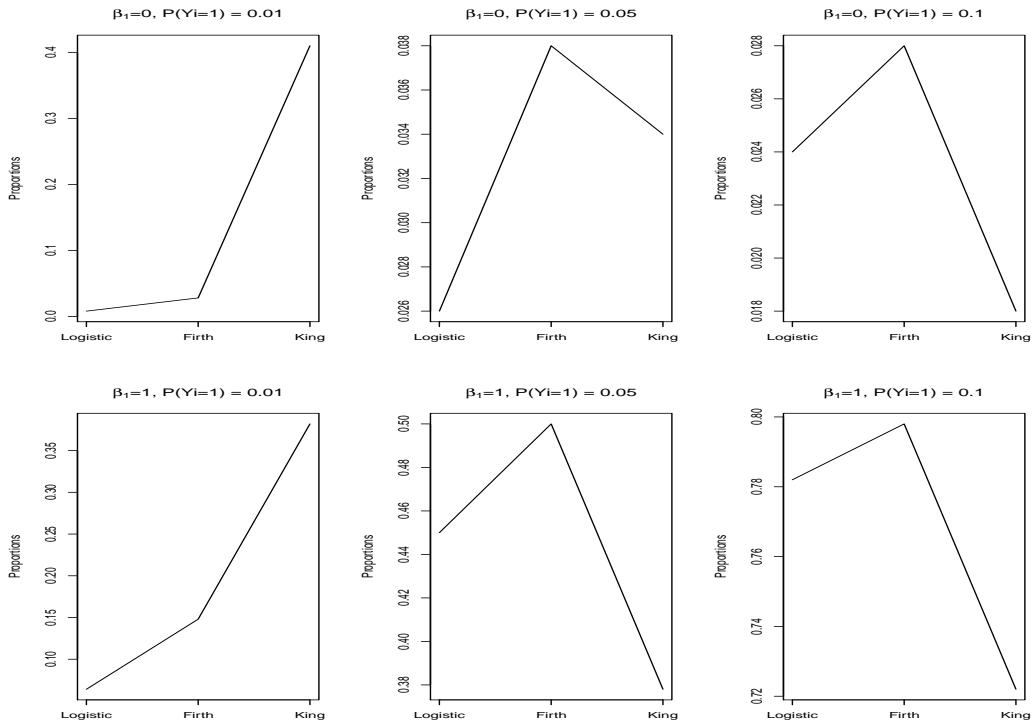 β₁=0, P(Yi=1) = 0.01
Proportions
0.4
0.3
0.2
0.1
0.0
Logistic Firth King
β₁=0, P(Yi=1) = 0.05
Proportions
0.038
0.036
0.034
0.032
0.030
0.028
0.026
Logistic Firth King
β₁=0, P(Yi=1) = 0.1
Proportions
0.028
0.026
0.024
0.022
0.020
0.018
Logistic Firth King
β₁=1, P(Yi=1) = 0.01
Proportions
0.35
0.30
0.25
0.20
0.15
0.10
Logistic Firth King
β₁=1, P(Yi=1) = 0.05
Proportions
0.50
0.48
0.46
0.44
0.42
0.40
0.38
Logistic Firth King
β₁=1, P(Yi=1) = 0.1
Proportions
0.80
0.78
0.76
0.74
0.72
Logistic Firth King